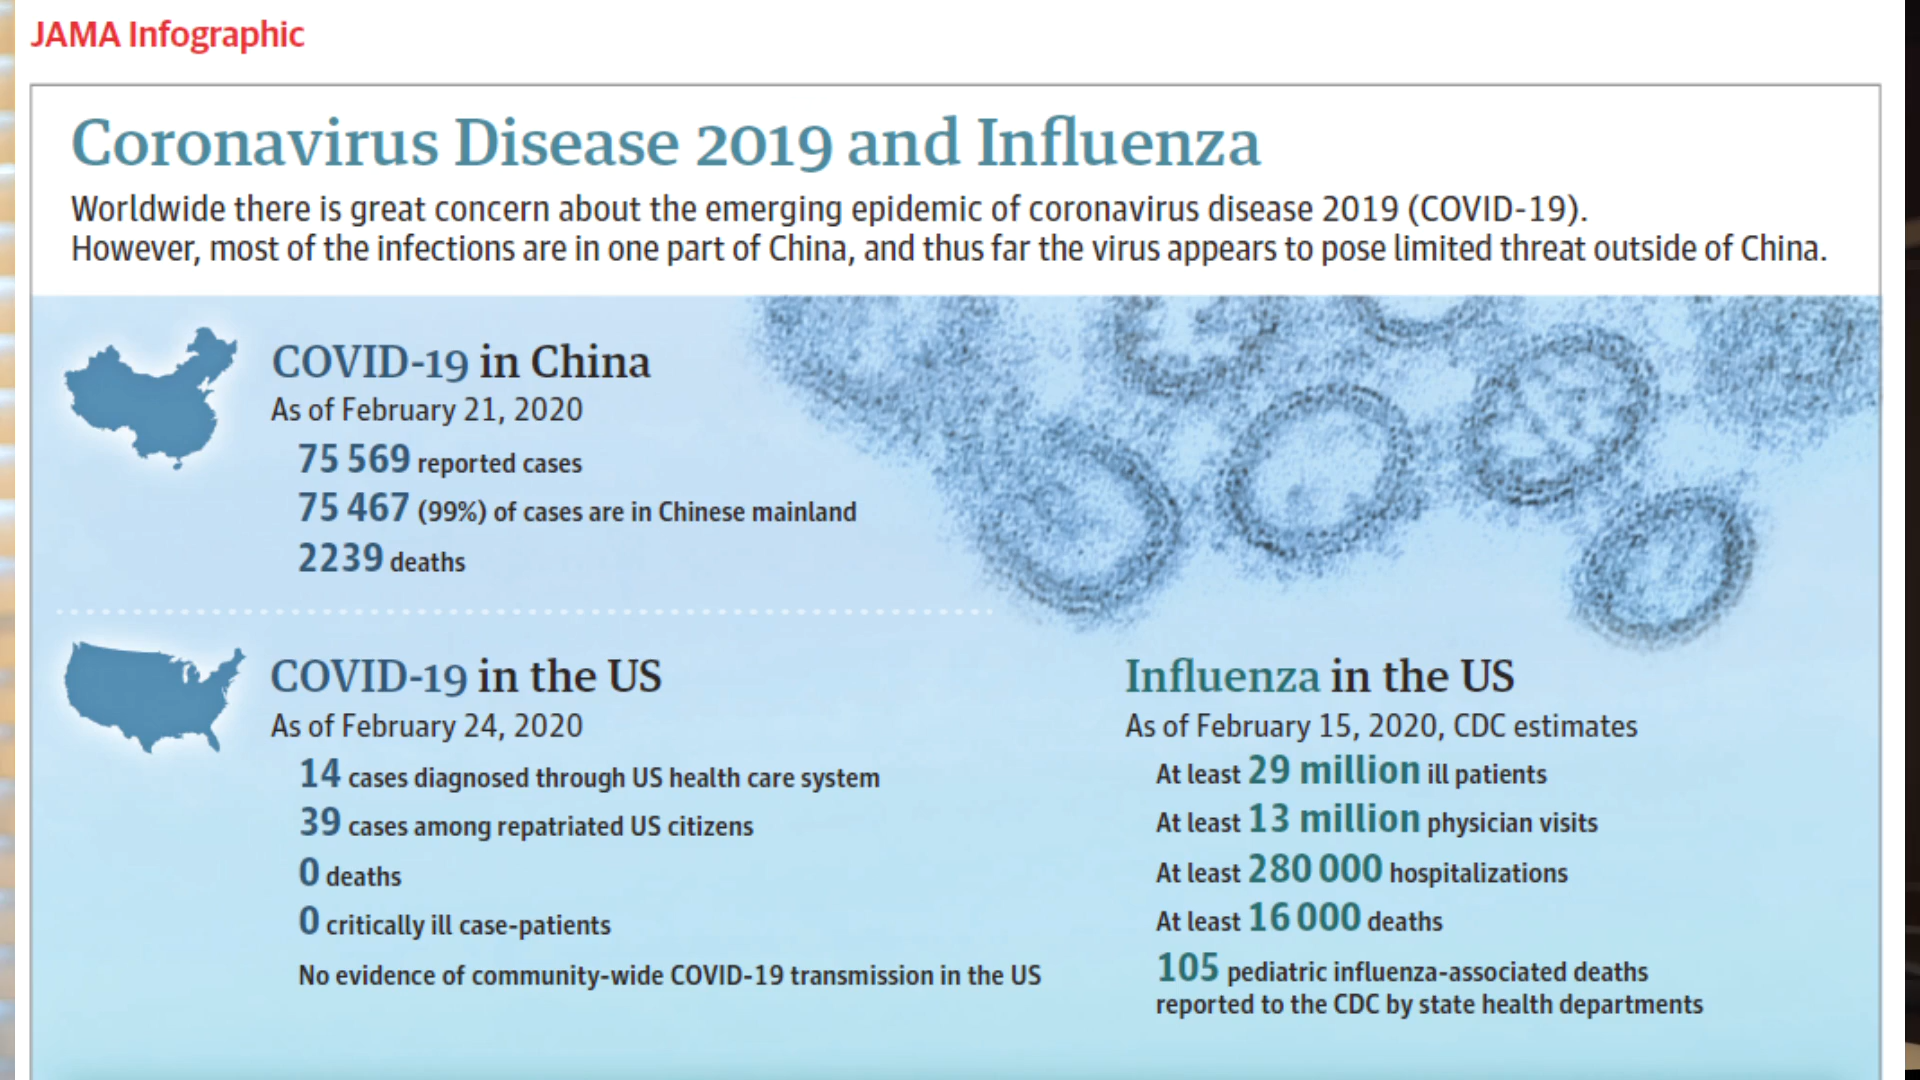 JAMA Infographic
Coronavirus Disease 2019 and Influenza
Worldwide there is great concern about the emerging epidemic of coronavirus disease 2019 (COVID-19).
However, most of the infections are in one part of China, and thus far the virus appears to pose limited threat outside of China.
COVID-19 in China
As of February 21, 2020
75 569 reported cases
75 467 (99%) of cases are in Chinese mainland
2239 deaths
COVID-19 in the US
As of February 24, 2020
14 cases diagnosed through US health care system
39 cases among repatriated US citizens
0 deaths
0 critically ill case-patients
No evidence of community-wide COVID-19 transmission in the US
Influenza in the US
As of February 15, 2020, CDC estimates
At least 29 million ill patients
At least 13 million physician visits
At least 280 000 hospitalizations
At least 16 000 deaths
105 pediatric influenza-associated deaths
reported to the CDC by state health departments